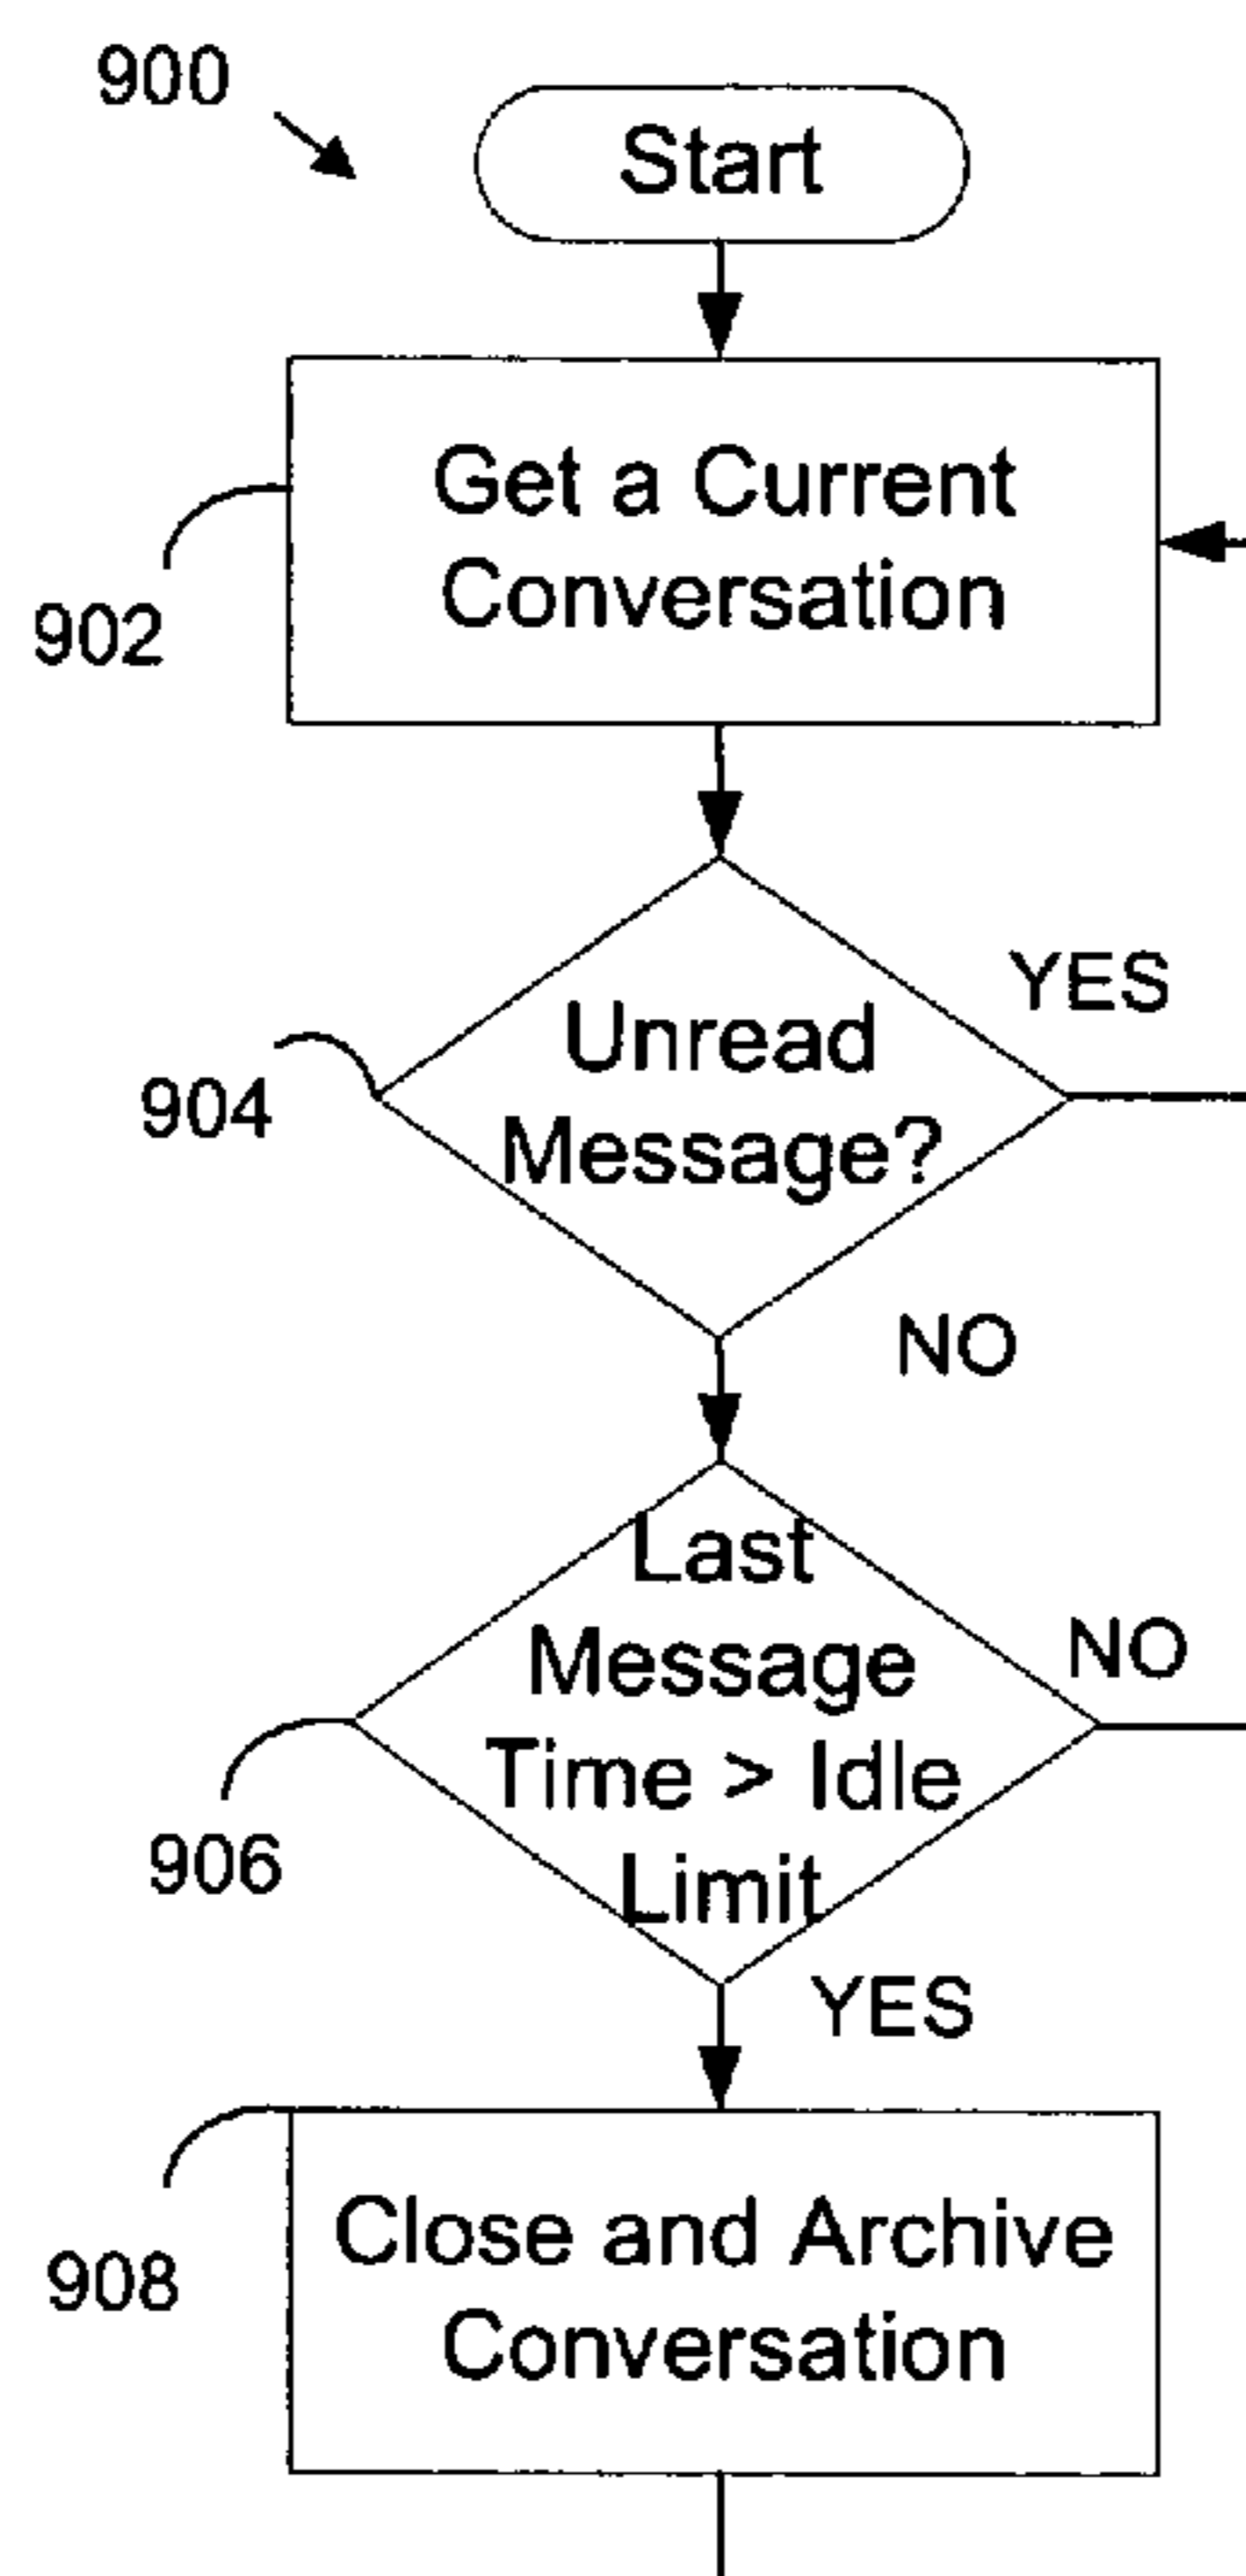 900
Start
Get a Current
Conversation
902
YES
Unread
904
Message?
NO
Last
Message
NO
Time > Idle
906
Limit
YES
Close and Archive
908
Conversation